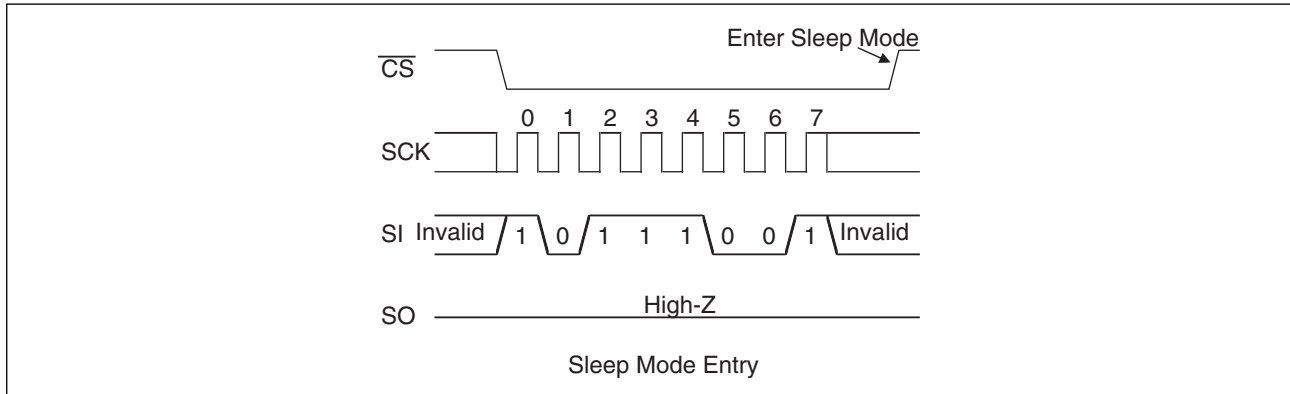 Enter Sleep Mode
CS
0 1 2 3 4 5 6 7
SCK
SI Invalid 1 0 1 1 1 0 0 1 Invalid
High-Z
SO
Sleep Mode Entry